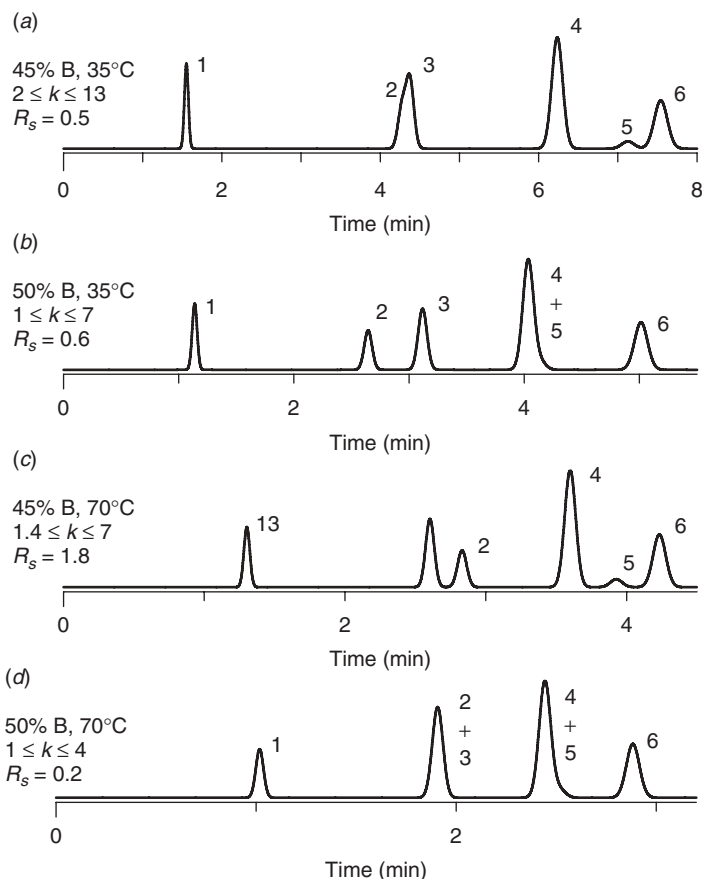 (a)
45% B, 35°C
2 ≤ k ≤ 13
Rs = 0.5
1
2
3
4
5
6
0 2 4 6 8
Time (min)
(b)
50% B, 35°C
1 ≤ k ≤ 7
Rs = 0.6
1
2
3
4
+
5
6
0 2 4
Time (min)
(c)
45% B, 70°C
1.4 ≤ k ≤ 7
Rs = 1.8
13
2
4
5
6
0 2 4
Time (min)
(d)
50% B, 70°C
1 ≤ k ≤ 4
Rs = 0.2
1
2
+
3
4
+
5
6
0 2
Time (min)